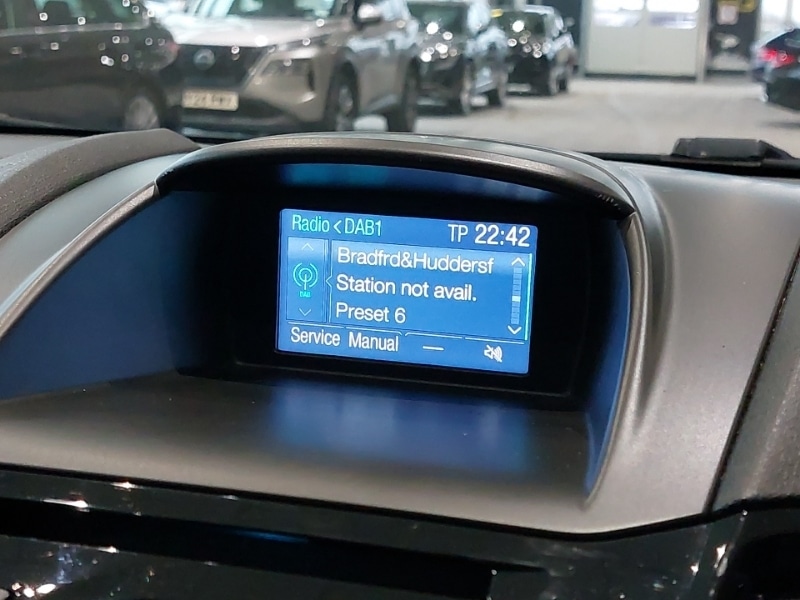 Radio < DAB1 TP 22:42
Bradfrd&Huddersf
DAB
Station not avail.
Preset 6
Service Manual —